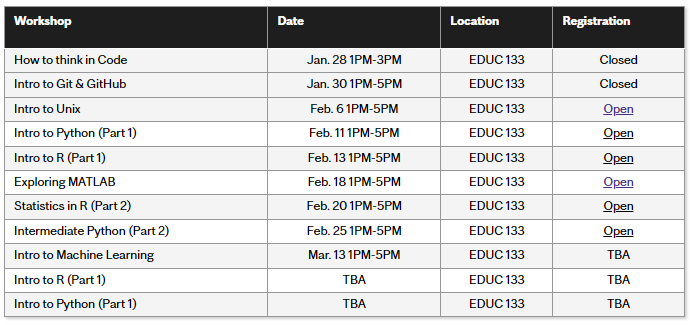 Workshop Date Location Registration
How to think in Code Jan. 28 1PM-3PM EDUC 133 Closed
Intro to Git & GitHub Jan. 30 1PM-5PM EDUC 133 Closed
Intro to Unix Feb. 6 1PM-5PM EDUC 133 Open
Intro to Python (Part 1) Feb. 11 1PM-5PM EDUC 133 Open
Intro to R (Part 1) Feb. 13 1PM-5PM EDUC 133 Open
Exploring MATLAB Feb. 18 1PM-5PM EDUC 133 Open
Statistics in R (Part 2) Feb. 20 1PM-5PM EDUC 133 Open
Intermediate Python (Part 2) Feb. 25 1PM-5PM EDUC 133 Open
Intro to Machine Learning Mar. 13 1PM-5PM EDUC 133 TBA
Intro to R (Part 1) TBA EDUC 133 TBA
Intro to Python (Part 1) TBA EDUC 133 TBA